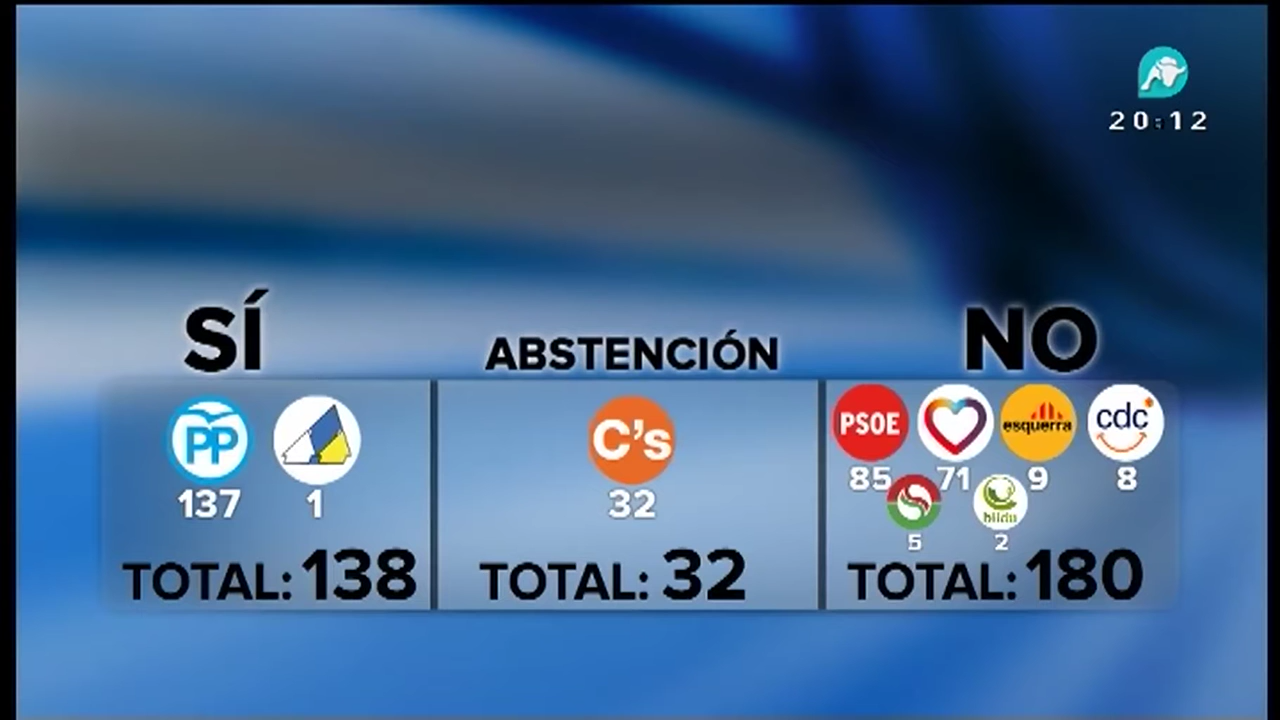 20:12
SÍ
ABSTENCIÓN
NO
PP
137
1
C's
32
PSOE
esquerra
cdc
85
71
9
8
bildu
5
2
TOTAL: 138
TOTAL: 32
TOTAL: 180